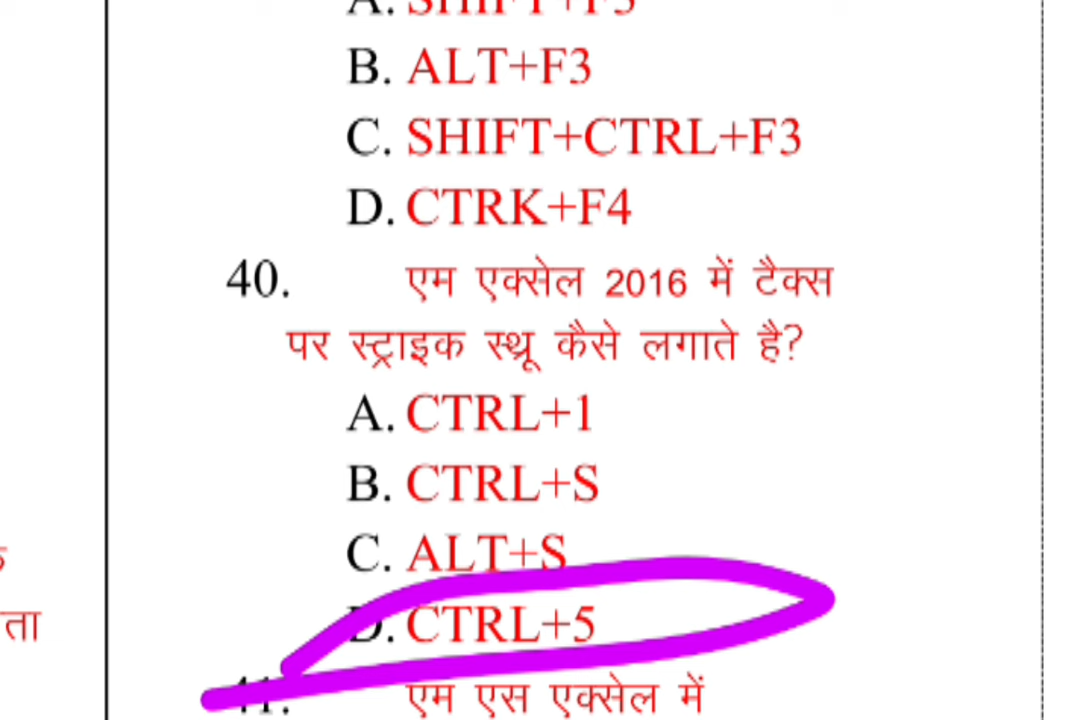 B. ALT+F3
C. SHIFT+CTRL+F3
D. CTRK+F4
40. एम एक्सेल 2016 में टैक्स
पर स्ट्राइक स्थ्रू कैसे लगाते है?
A. CTRL+1
B. CTRL+S
C. ALT+S
D. CTRL+5
ता
41. एम एस एक्सेल में